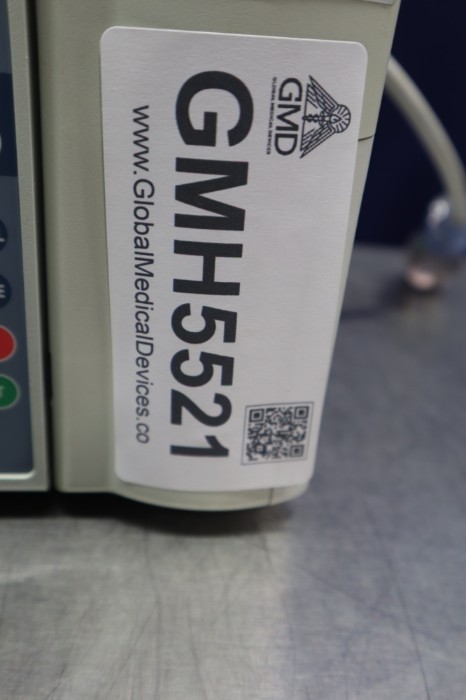 GMD
GLOBAL MEDICAL DEVICES
GMH5521
www.GlobalMedicalDevices.co